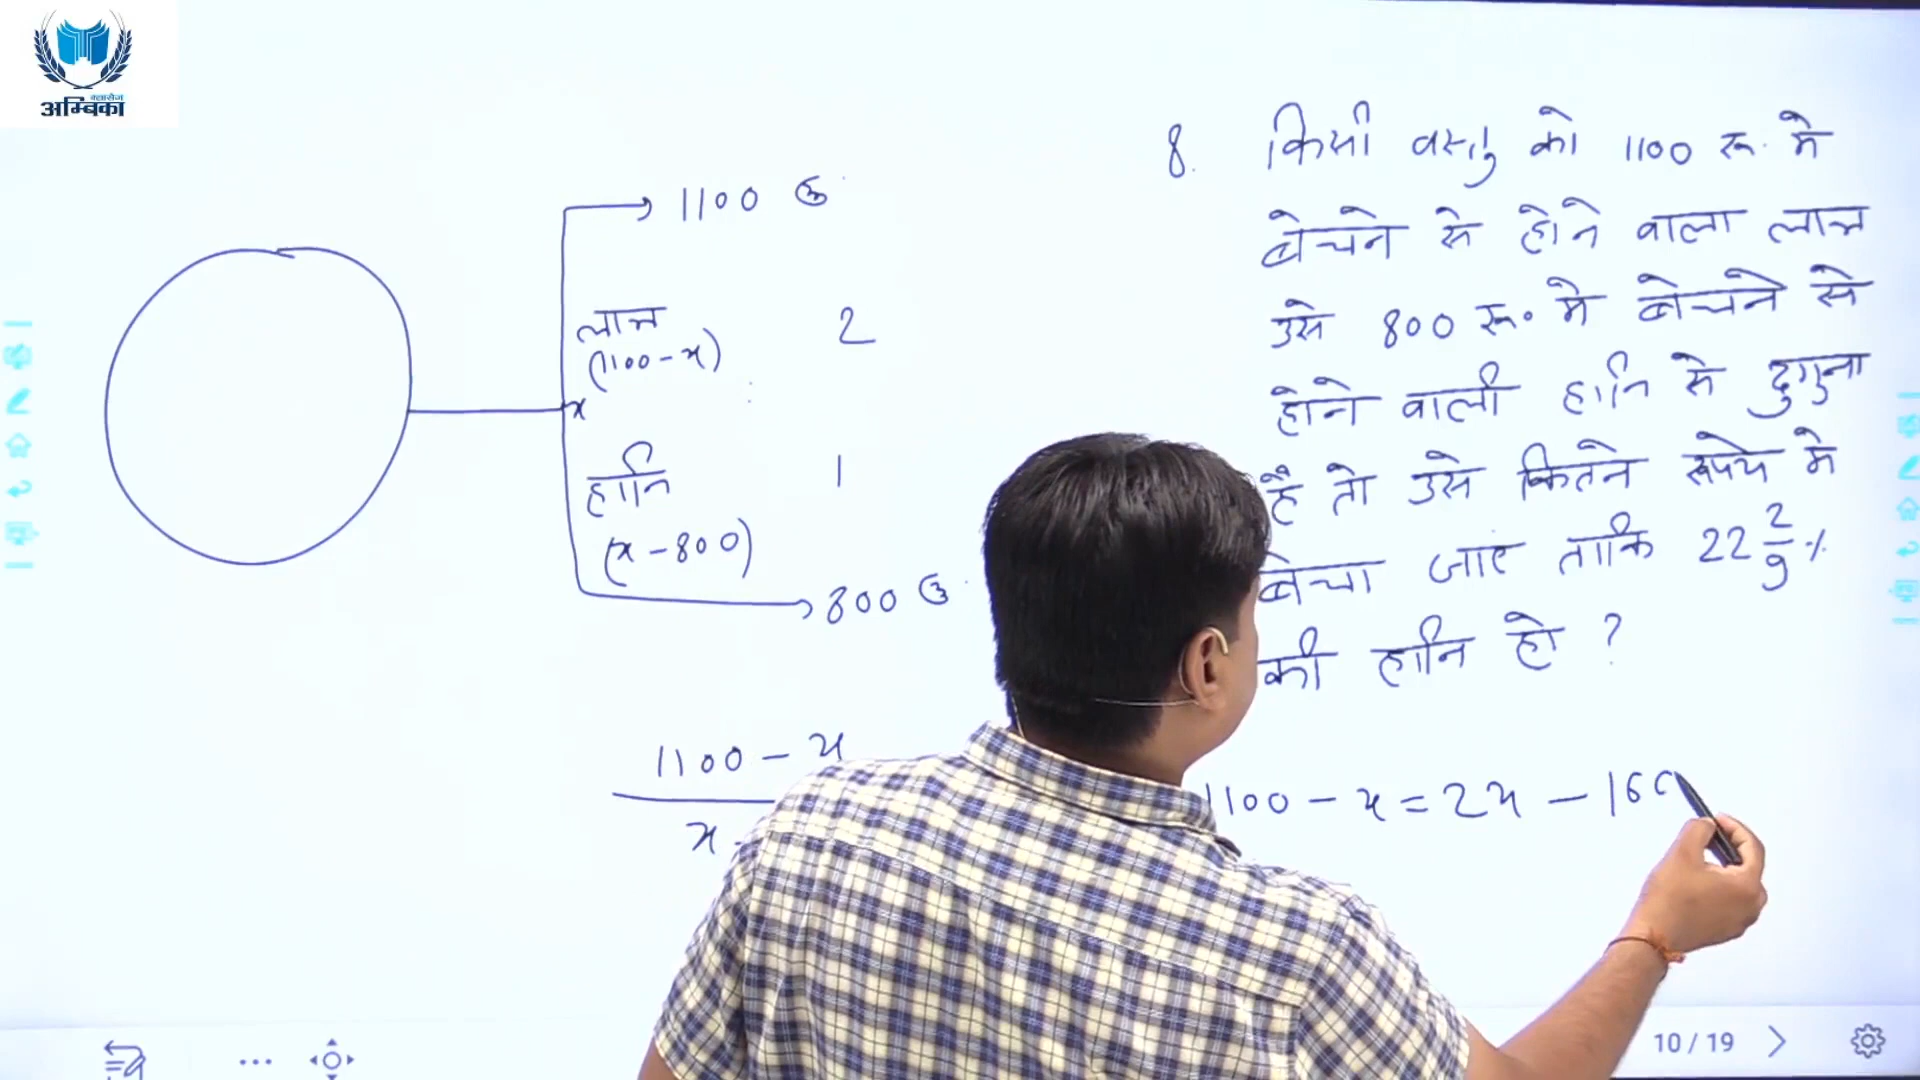 क्लासेज
अम्बिका
1100 रु.
लाभ 2
(1100-x)
x
हानि 1
(x-800)
800 रु.
8. किसी वस्तु को 1100 रू. मे
बेचने से होने वाला लाभ
उसे 800 रू. मे बेचने से
होने वाली हानि से दुगुना
है तो उसे कितने रूपये मे
बेचा जाए ताकि 22 2/9 %
की हानि हो ?
1100 - x
x -
1100 - x = 2x - 160
10 / 19